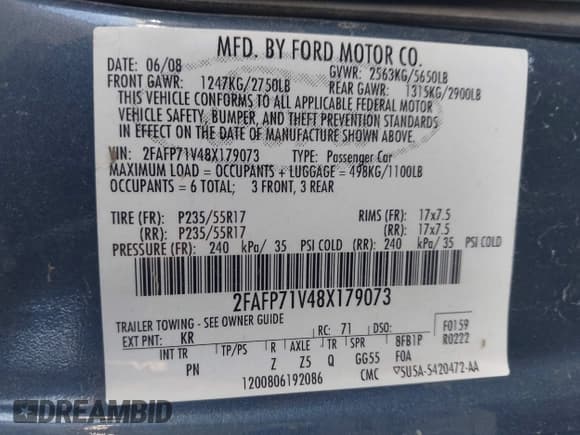 MFD. BY FORD MOTOR CO.
DATE: 06/08 GVWR: 2563KG/5650LB
FRONT GAWR: 1247KG/2750LB REAR GAWR: 1315KG/2900LB
THIS VEHICLE CONFORMS TO ALL APPLICABLE FEDERAL MOTOR
VEHICLE SAFETY, BUMPER, AND THEFT PREVENTION STANDARDS
IN EFFECT ON THE DATE OF MANUFACTURE SHOWN ABOVE.
VIN: 2FAFP71V48X179073 TYPE: Passenger Car
MAXIMUM LOAD = OCCUPANTS + LUGGAGE = 498KG/1100LB
OCCUPANTS = 6 TOTAL; 3 FRONT, 3 REAR
TIRE (FR): P235/55R17 RIMS (FR): 17x7.5
(RR): P235/55R17 (RR): 17x7.5
PRESSURE (FR): 240 kPa/ 35 PSI COLD (RR): 240 kPa/ 35 PSI COLD
2FAFP71V48X179073
TRAILER TOWING - SEE OWNER GUIDE
EXT PNT: KR RC: 71 DSO: F0159
INT TR TP/PS R AXLE TR SPR 8FB1P R0222
PN Z Z5 Q GG55 F0A
1200806192086 CMC ▽5U5A-5420472-AA
DREAMBID